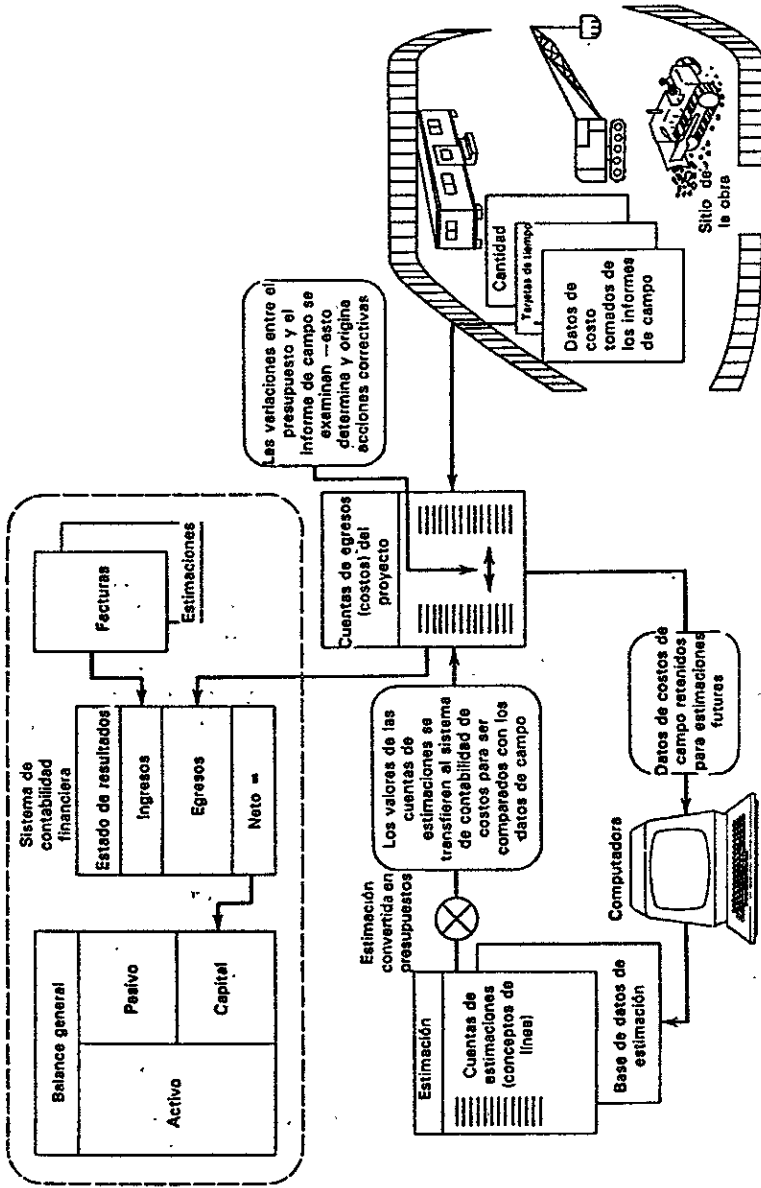 Sistema de
contabilidad
financiera
Balance general
Activo
Pasivo
Capital
Estado de resultados
Ingresos
Egresos
Neto =
Facturas
Estimaciones
Estimación
convertida en
presupuestos
Estimación
Cuentas de
estimaciones
(conceptos de
línea)
Base de datos de
estimación
Los valores de las
cuentas de
estimaciones se
transfieren al sistema
de contabilidad de
costos para ser
comparados con los
datos de campo
Cuentas de egresos
(costos) del
proyecto
Las variaciones entre el
presupuesto y el
informe de campo se
examinan —esto
determina y origina
acciones correctivas
Computadora
Datos de costos de
campo retenidos
para estimaciones
futuras
Cantidad
Tarjetas de tiempo
Datos de
costo
tomados de
los informes
de campo
Sitio de
la obra